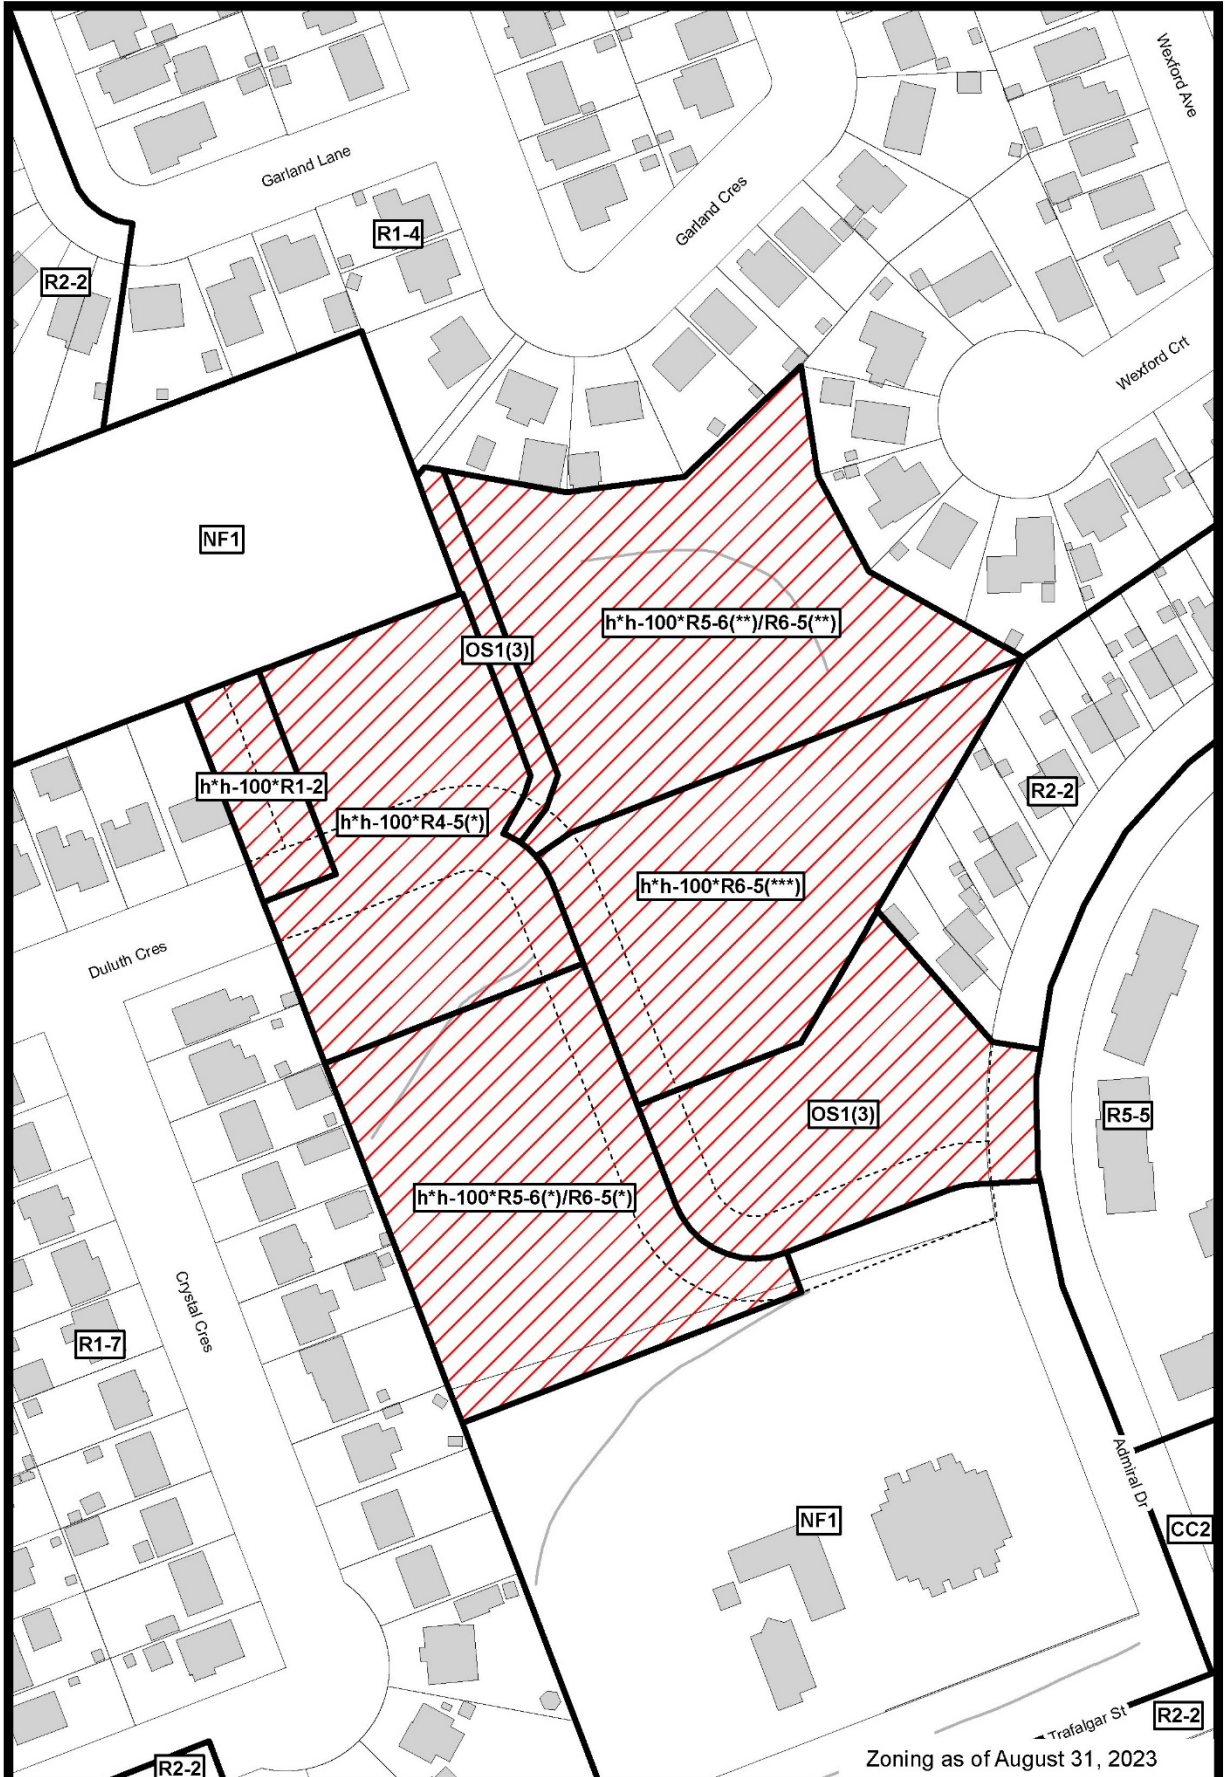 Wexford Ave
Garland Lane
R1-4
Garland Cres
R2-2
Wexford Crt
NF1
h*h-100*R5-6(**)/R6-5(**)
OS1(3)
h*h-100*R1-2
R2-2
h*h-100*R4-5(*)
h*h-100*R6-5(***)
Duluth Cres
OS1(3)
R5-5
h*h-100*R5-6(*)/R6-5(*)
Crystal Cres
R1-7
Admiral Dr
NF1
CC2
Trafalgar St
R2-2
Zoning as of August 31, 2023
R2-2